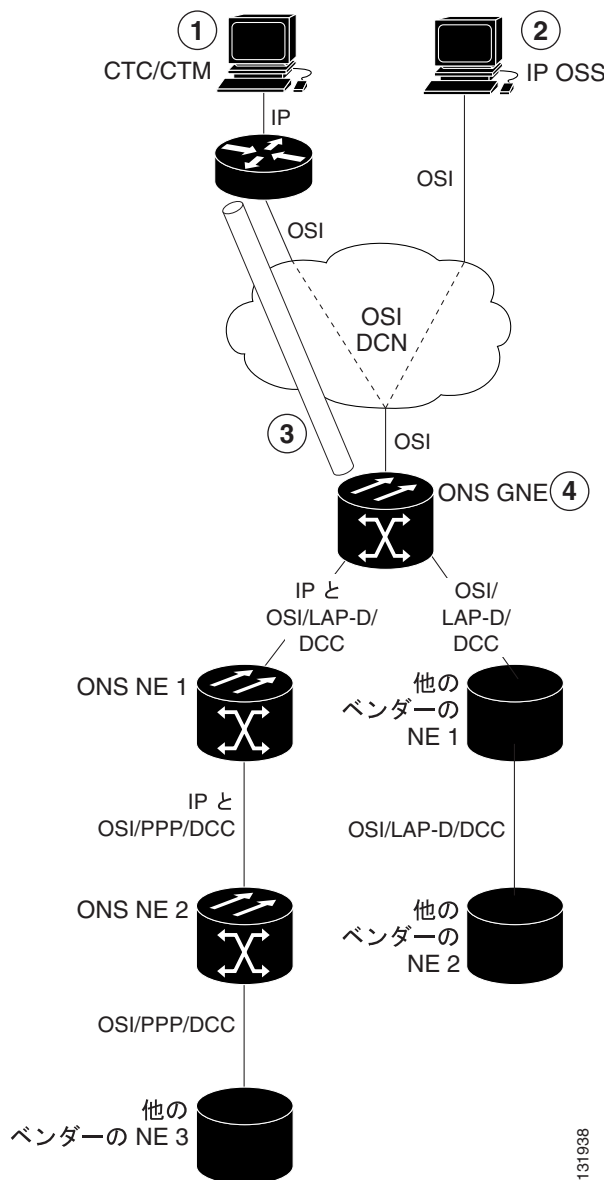 1
CTC/CTM
2
IP OSS
IP
OSI
OSI
OSI
DCN
3
OSI
ONS GNE 4
IP と
OSI/LAP-D/
DCC
OSI/
LAP-D/
DCC
ONS NE 1
他の
ベンダーの
NE 1
IP と
OSI/PPP/DCC
OSI/LAP-D/DCC
ONS NE 2
他の
ベンダーの
NE 2
OSI/PPP/DCC
他の
ベンダーの NE 3
131938